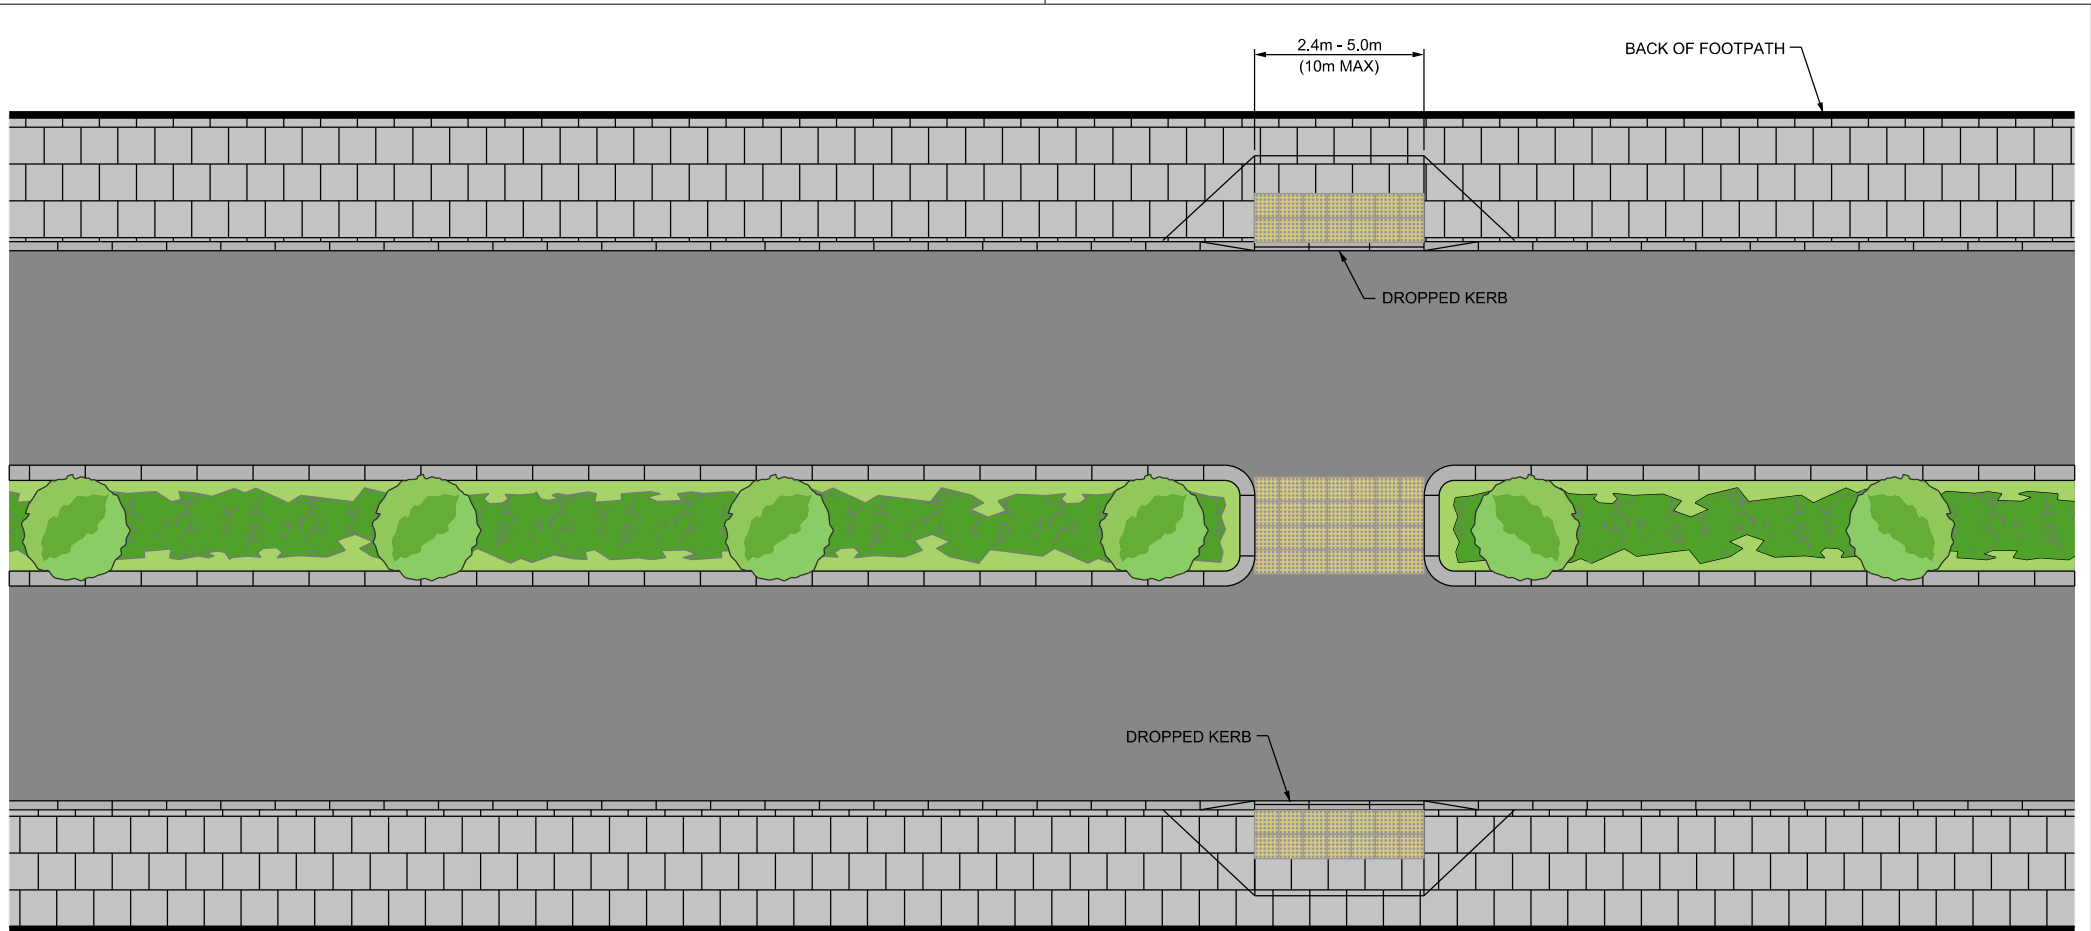 2.4m - 5.0m
(10m MAX)
BACK OF FOOTPATH
DROPPED KERB
DROPPED KERB